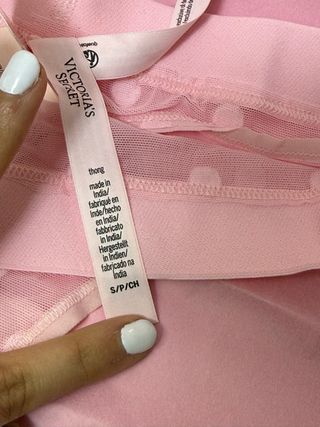 VICTORIA'S
SECRET
thong
made in
India/
fabriqué en
Inde/hecho
en India/
fabbricato
in India/
Hergestellt
in Indien/
fabricado na
India
S/P/CH